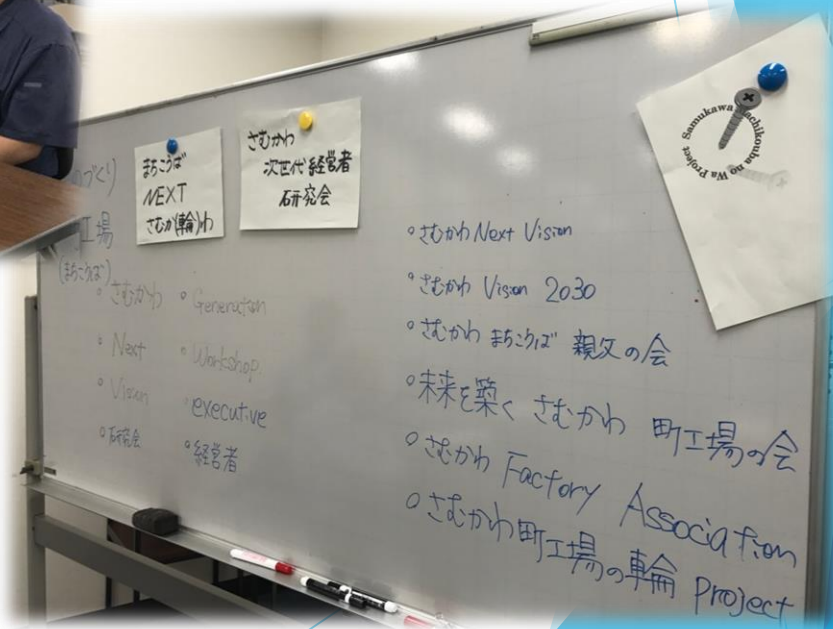 づくり
工場
(まちこうば)
まちこうば
NEXT
さむか(輪)わ
さむかわ
次世代経営者
研究会
Samukawa Machikouba no Wa Project
• さむかわ
• Next
• Vision
• 研究会
• Generation
• Workshop
• executive
• 経営者
• さむかわ Next Vision
• さむかわ Vision 2030
• さむかわ まちこうば 親父の会
• 未来を築く さむかわ 町工場の会
• さむかわ Factory Association
• さむかわ町工場の輪 Project